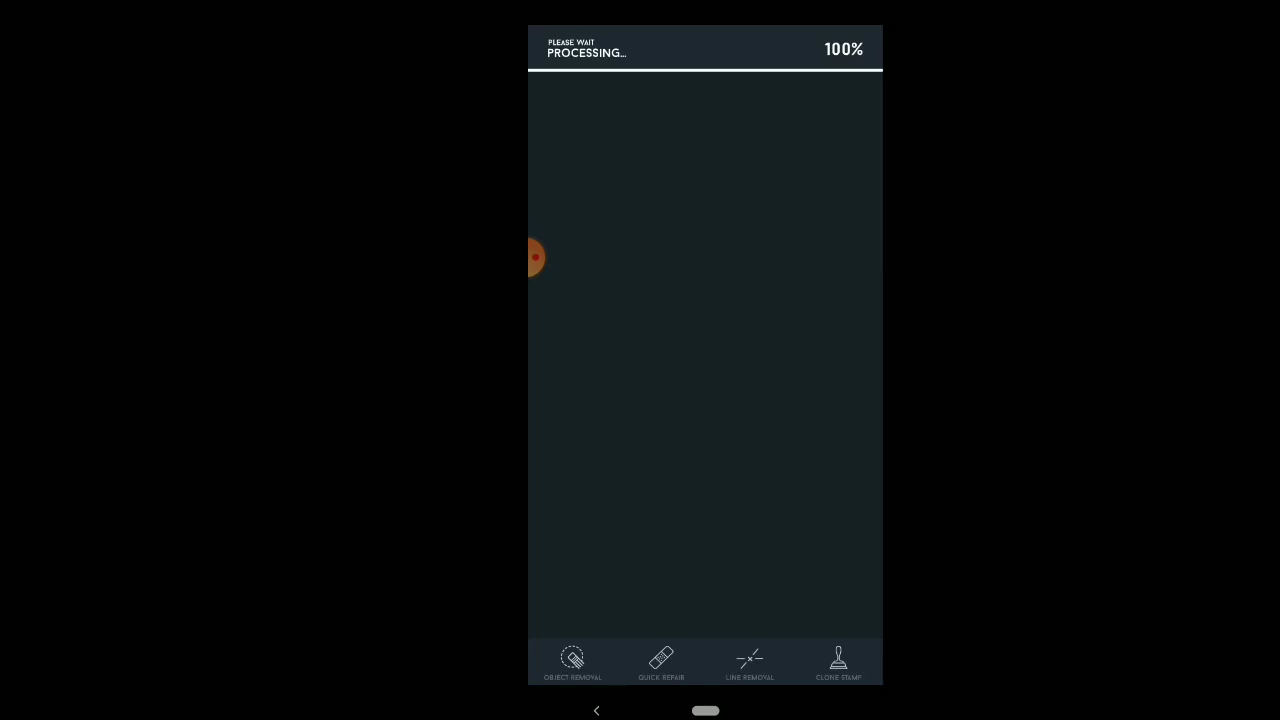 PLEASE WAIT
PROCESSING...
100%
OBJECT REMOVAL
QUICK REPAIR
LINE REMOVAL
CLONE STAMP